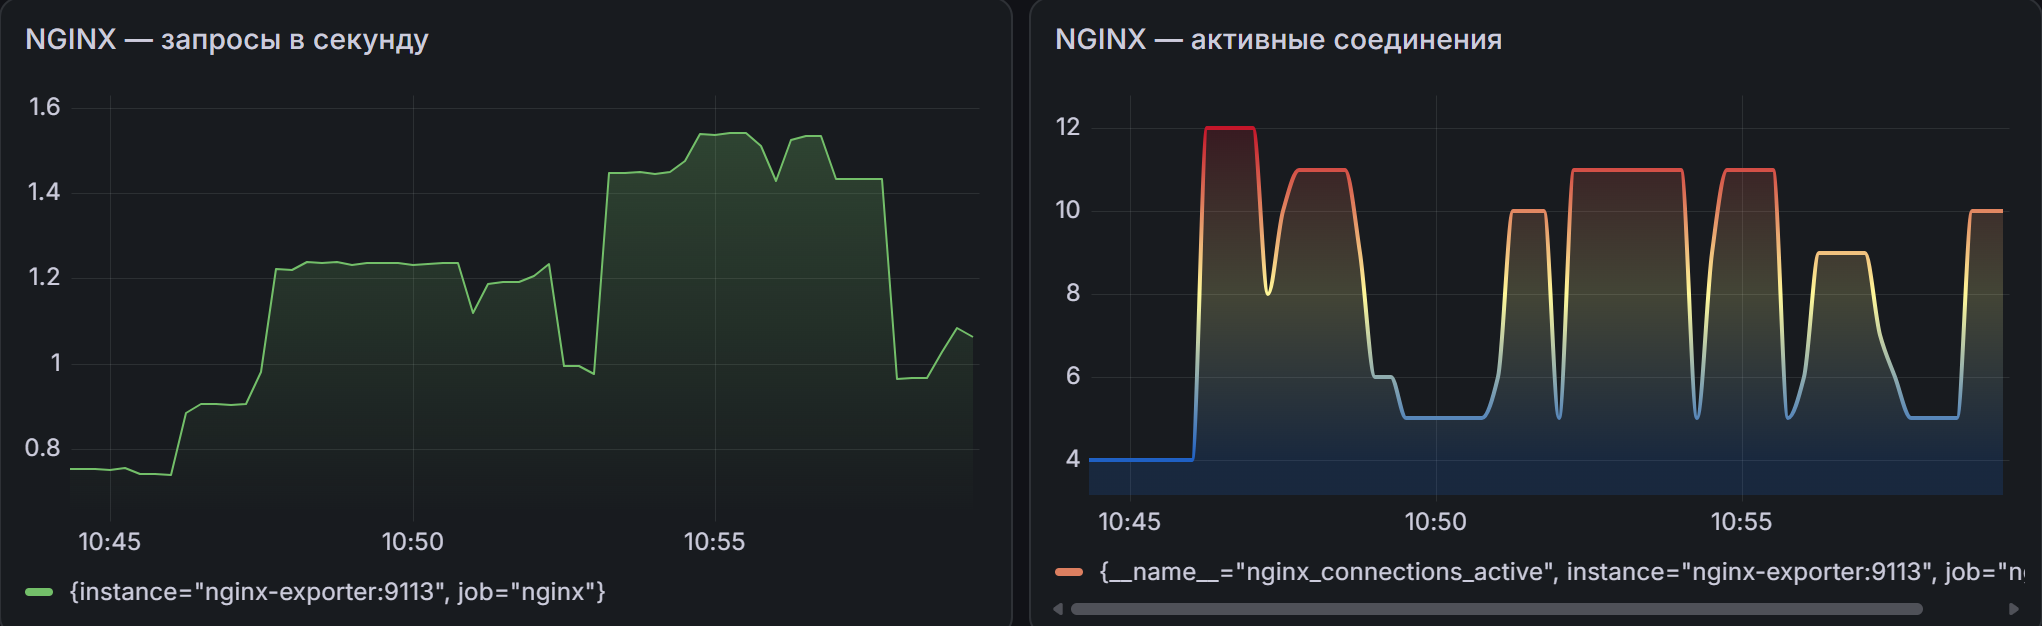 NGINX — запросы в секунду
1.6
1.4
1.2
1
0.8
10:45 10:50 10:55
{instance="nginx-exporter:9113", job="nginx"}
NGINX — активные соединения
12
10
8
6
4
10:45 10:50 10:55
{__name__="nginx_connections_active", instance="nginx-exporter:9113", job="n